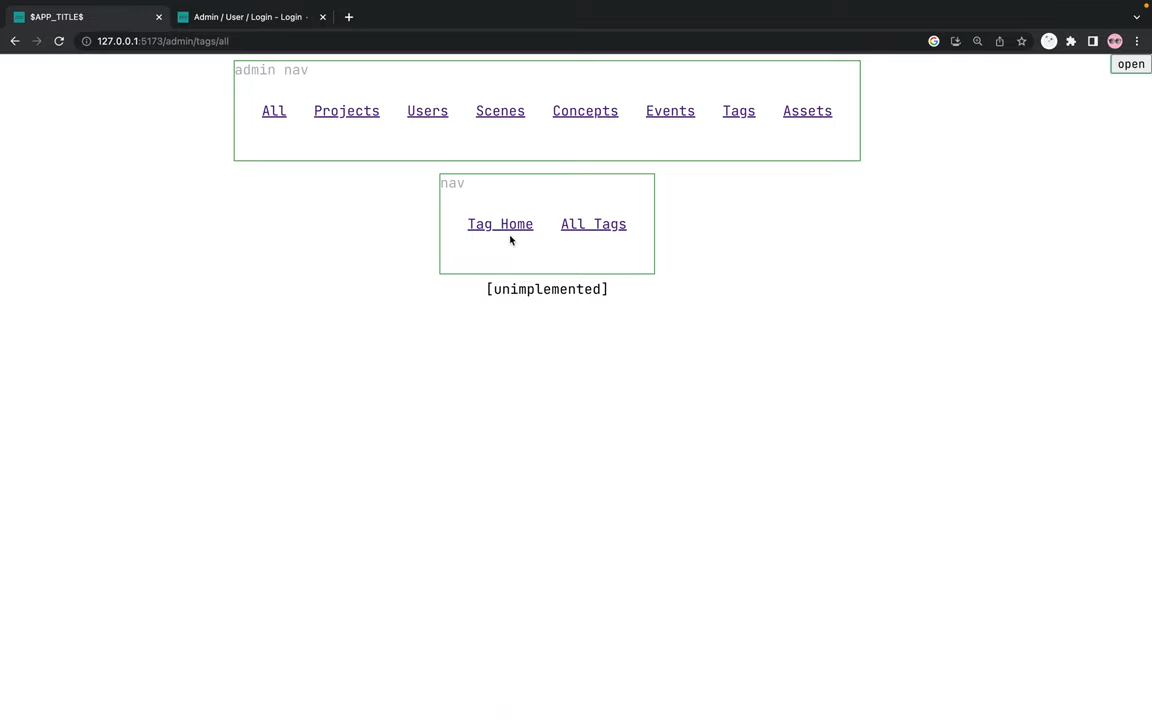 $APP_TITLE$
Admin / User / Login - Login ·
127.0.0.1:5173/admin/tags/all
open
admin nav
All Projects Users Scenes Concepts Events Tags Assets
nav
Tag Home All Tags
[unimplemented]